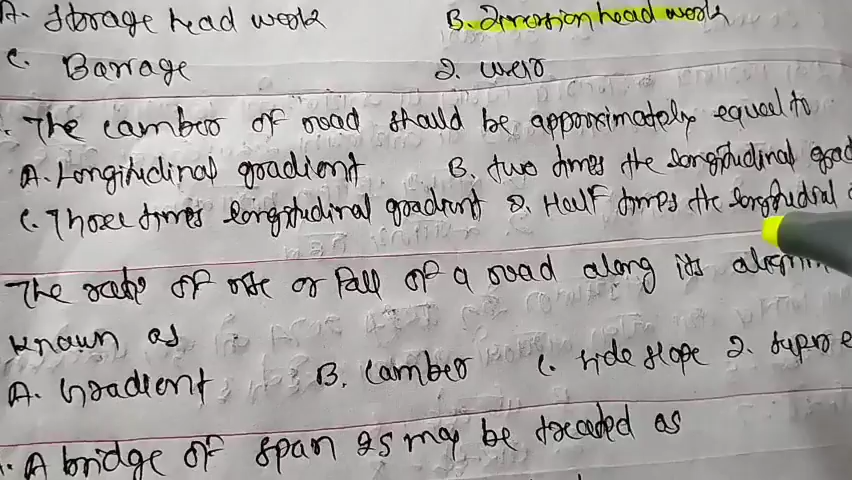 A. Storage head work B. Diversion head work
C. Barrage D. weir
The camber of road should be approximately equal to
A. Longitudinal gradient B. two times the longitudinal grad
C. Three times longitudinal gradient D. Half times the longitudinal
The rate of rise or fall of a road along its alignm
known as
A. Gradient B. Camber C. side slope D. super e
A bridge of span 25 may be treated as